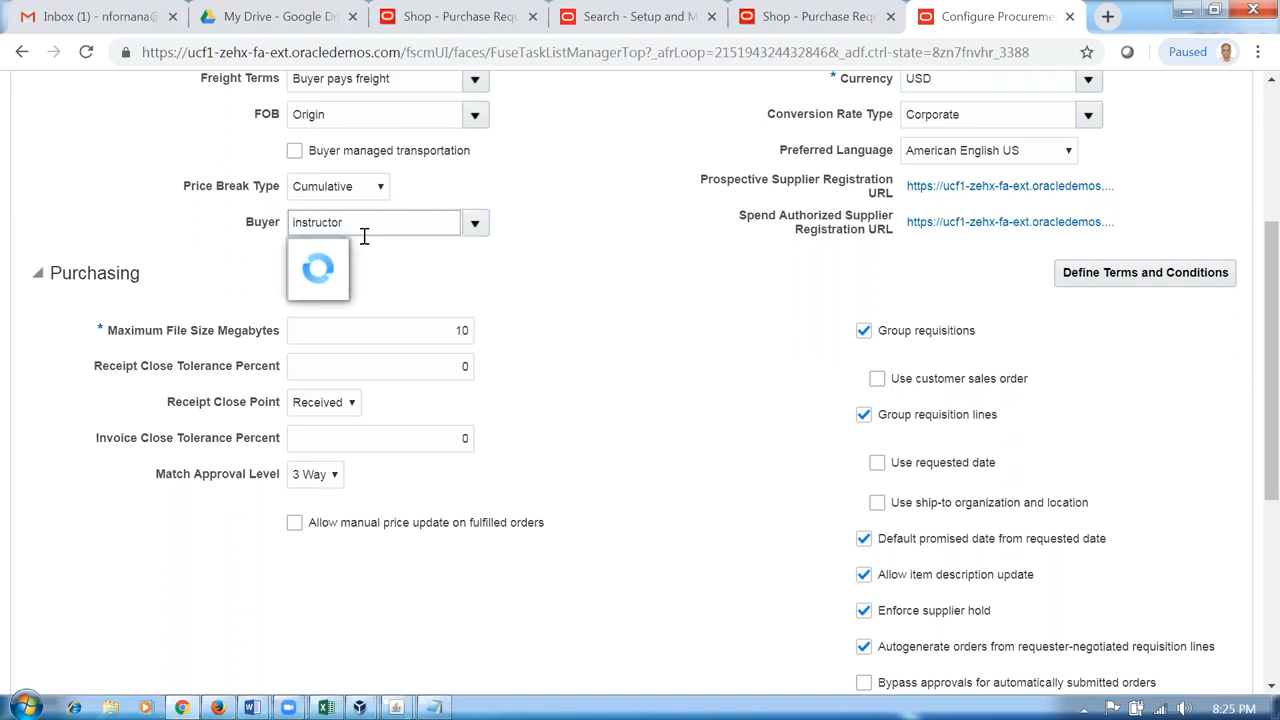 Inbox (1) - nfornana@
My Drive - Google Dr
Shop - Purchase Re
Search - Setup and M
Shop - Purchase Req
Configure Procureme
https://ucf1-zehx-fa-ext.oracledemos.com/fscmUI/faces/FuseTaskListManagerTop?_afrLoop=215194324432846&_adf.ctrl-state=8zn7fnvhr_3388
Paused
Freight Terms Buyer pays freight
* Currency USD
FOB Origin
Conversion Rate Type Corporate
Buyer managed transportation
Preferred Language American English US
Price Break Type Cumulative
Prospective Supplier Registration
URL
https://ucf1-zehx-fa-ext.oracledemos....
Buyer instructor
Spend Authorized Supplier
Registration URL
https://ucf1-zehx-fa-ext.oracledemos....
Purchasing
Define Terms and Conditions
* Maximum File Size Megabytes 10
Group requisitions
Receipt Close Tolerance Percent 0
Use customer sales order
Receipt Close Point Received
Group requisition lines
Invoice Close Tolerance Percent 0
Use requested date
Match Approval Level 3 Way
Use ship-to organization and location
Allow manual price update on fulfilled orders
Default promised date from requested date
Allow item description update
Enforce supplier hold
Autogenerate orders from requester-negotiated requisition lines
Bypass approvals for automatically submitted orders
8:25 PM